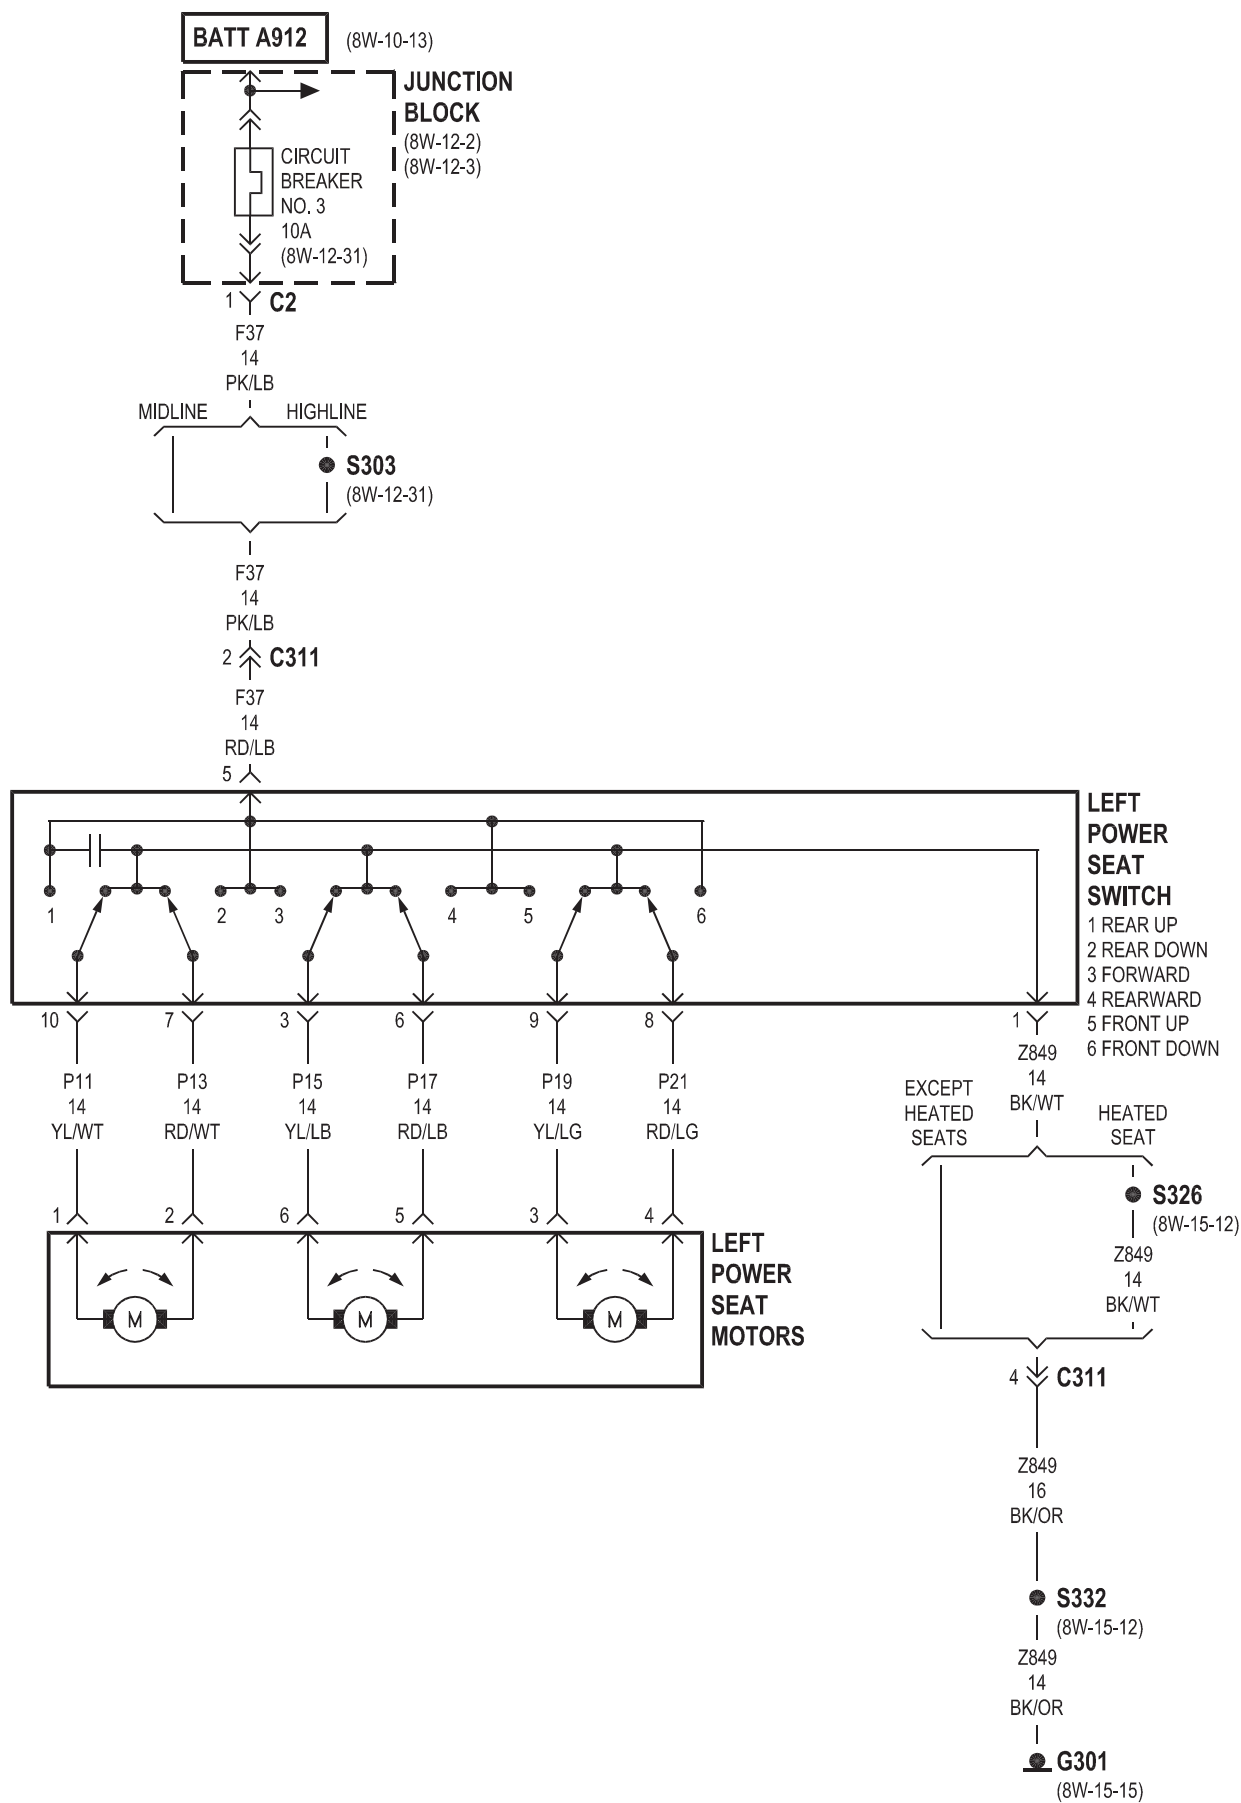 BATT A912
(8W-10-13)
JUNCTION
BLOCK
(8W-12-2)
(8W-12-3)
CIRCUIT
BREAKER
NO. 3
10A
(8W-12-31)
1
C2
F37
14
PK/LB
MIDLINE
HIGHLINE
S303
(8W-12-31)
F37
14
PK/LB
2
C311
F37
14
RD/LB
5
LEFT
POWER
SEAT
SWITCH
1 REAR UP
2 REAR DOWN
3 FORWARD
4 REARWARD
5 FRONT UP
6 FRONT DOWN
1
2
3
4
5
6
10
7
3
6
9
8
1
P11
14
YL/WT
P13
14
RD/WT
P15
14
YL/LB
P17
14
RD/LB
P19
14
YL/LG
P21
14
RD/LG
Z849
14
BK/WT
EXCEPT
HEATED
SEATS
HEATED
SEAT
S326
(8W-15-12)
Z849
14
BK/WT
1
2
6
5
3
4
LEFT
POWER
SEAT
MOTORS
M
M
M
4
C311
Z849
16
BK/OR
S332
(8W-15-12)
Z849
14
BK/OR
G301
(8W-15-15)